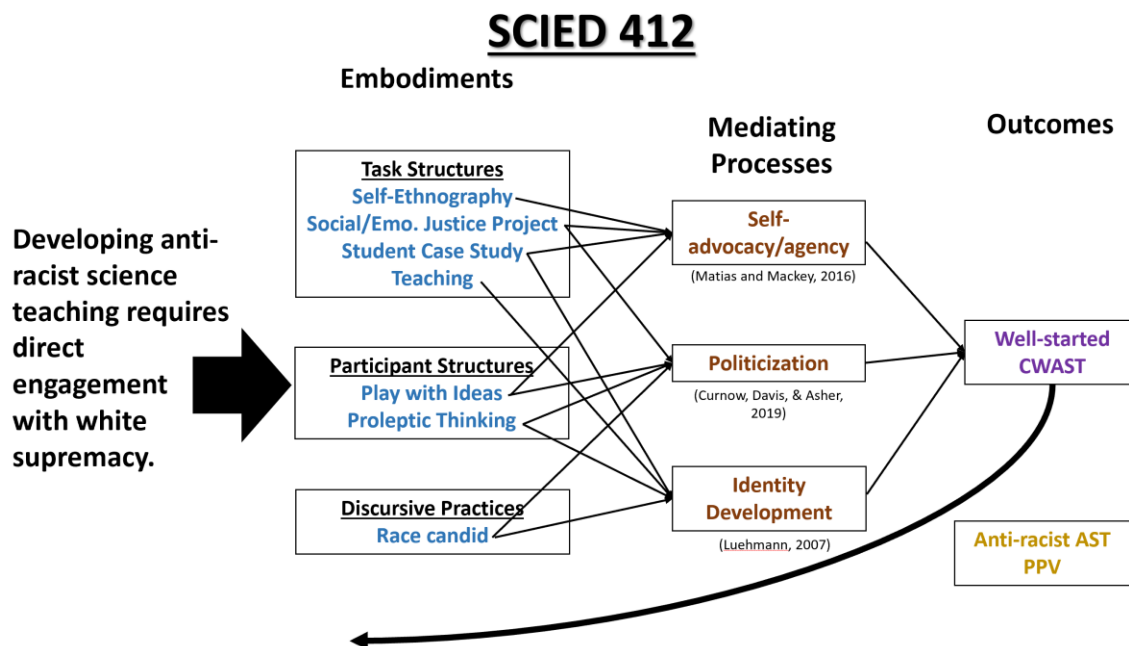 SCIED 412
Embodiments
Mediating
Processes
Outcomes
Developing anti-
racist science
teaching requires
direct
engagement
with white
supremacy.
Task Structures
Self-Ethnography
Social/Emo. Justice Project
Student Case Study
Teaching
Participant Structures
Play with Ideas
Proleptic Thinking
Discursive Practices
Race candid
Self-
advocacy/agency
(Matias and Mackey, 2016)
Politicization
(Curnow, Davis, & Asher,
2019)
Identity
Development
(Luehmann, 2007)
Well-started
CWAST
Anti-racist AST
PPV